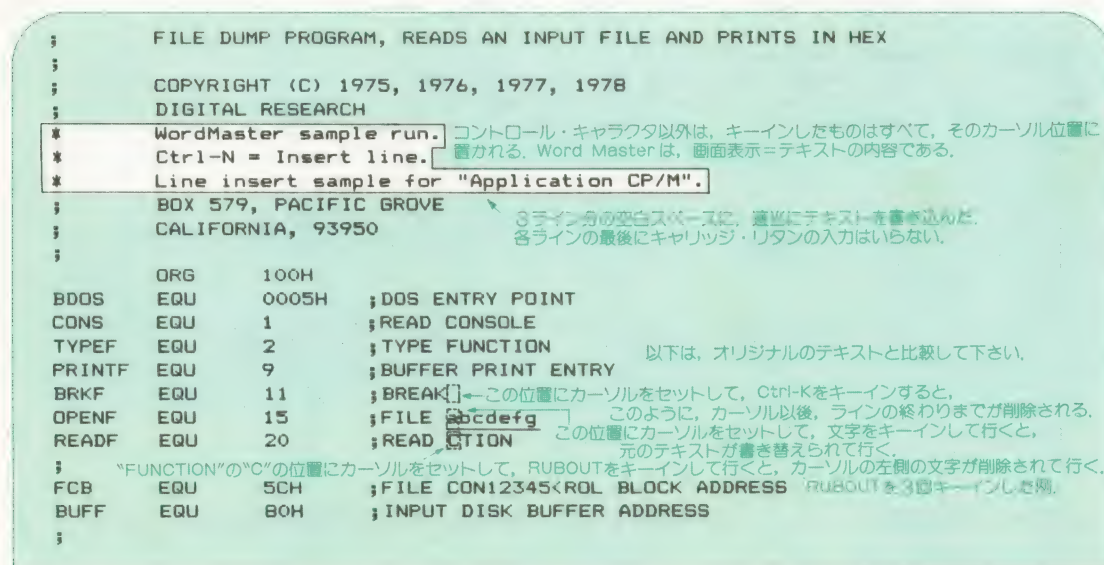 ;	FILE DUMP PROGRAM, READS AN INPUT FILE AND PRINTS IN HEX
;
;	COPYRIGHT (C) 1975, 1976, 1977, 1978
;	DIGITAL RESEARCH
*	WordMaster sample run. コントロール・キャラクタ以外は，キーインしたものはすべて，そのカーソル位置に
*	Ctrl-N = Insert line. 置かれる．Word Masterは，画面表示=テキストの内容である．
*	Line insert sample for "Application CP/M".
;	BOX 579, PACIFIC GROVE
3ライン分の空白スペースに，適当にテキストを書き込んだ．
;	CALIFORNIA, 93950
各ラインの最後にキャリッジ・リタンの入力はいらない．
;
	ORG	100H
BDOS	EQU	0005H	;DOS ENTRY POINT
CONS	EQU	1	;READ CONSOLE
TYPEF	EQU	2	;TYPE FUNCTION
以下は，オリジナルのテキストと比較して下さい．
PRINTF	EQU	9	;BUFFER PRINT ENTRY
BRKF	EQU	11	;BREAK ←この位置にカーソルをセットして，Ctrl-Kをキーインすると，
このように，カーソル以後，ラインの終わりまでが削除される．
OPENF	EQU	15	;FILE abcdefg
この位置にカーソルをセットして，文字をキーインして行くと，
元のテキストが書き替えられて行く．
READF	EQU	20	;READ CTION
;
"FUNCTION"の"C"の位置にカーソルをセットして，RUBOUTをキーインして行くと，カーソルの左側の文字が削除されて行く．
FCB	EQU	5CH	;FILE CON12345<ROL BLOCK ADDRESS RUBOUTを3回キーインした例．
BUFF	EQU	80H	;INPUT DISK BUFFER ADDRESS
;